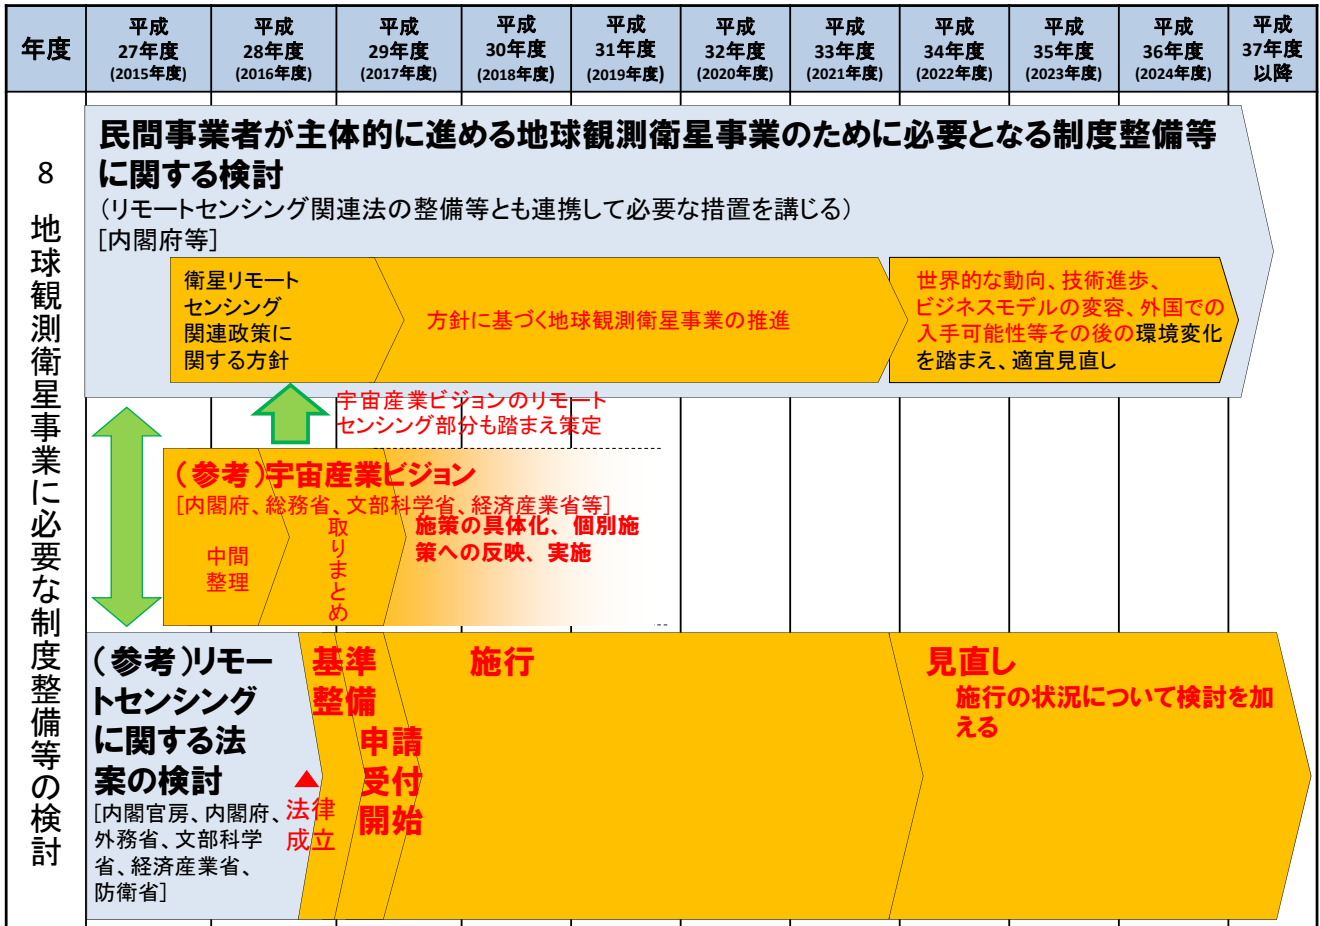 年度
平成
27年度
(2015年度)
平成
28年度
(2016年度)
平成
29年度
(2017年度)
平成
30年度
(2018年度)
平成
31年度
(2019年度)
平成
32年度
(2020年度)
平成
33年度
(2021年度)
平成
34年度
(2022年度)
平成
35年度
(2023年度)
平成
36年度
(2024年度)
平成
37年度
以降
8 地球観測衛星事業に必要な制度整備等の検討
民間事業者が主体的に進める地球観測衛星事業のために必要となる制度整備等
に関する検討
（リモートセンシング関連法の整備等とも連携して必要な措置を講じる）
[内閣府等]
衛星リモート
センシング
関連政策に
関する方針
方針に基づく地球観測衛星事業の推進
世界的な動向、技術進歩、
ビジネスモデルの変容、外国での
入手可能性等その後の環境変化
を踏まえ、適宜見直し
宇宙産業ビジョンのリモート
センシング部分も踏まえ策定
（参考）宇宙産業ビジョン
[内閣府、総務省、文部科学省、経済産業省等]
中間
整理
取りまとめ
施策の具体化、個別施
策への反映、実施
（参考）リモー
トセンシング
に関する法
案の検討
[内閣官房、内閣府、
外務省、文部科学
省、経済産業省、
防衛省]
▲
法律
成立
基準
整備
申請
受付
開始
施行
見直し
施行の状況について検討を加
える